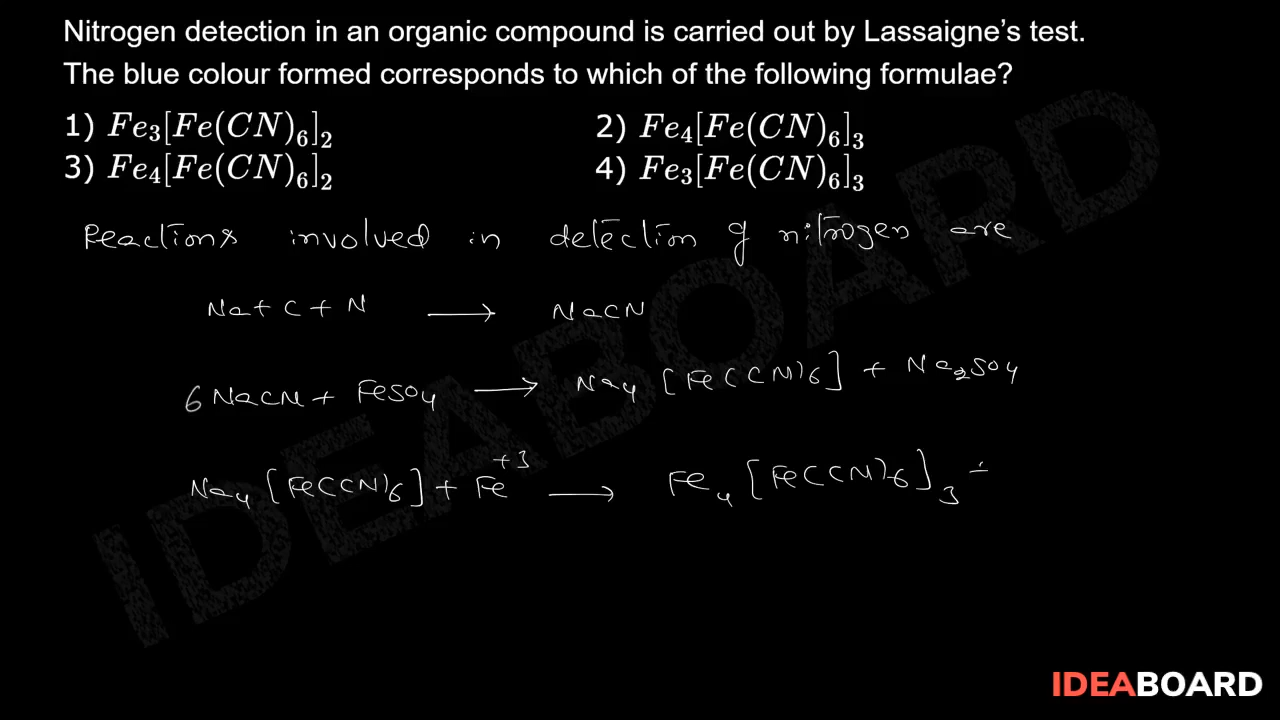 Nitrogen detection in an organic compound is carried out by Lassaigne's test.
The blue colour formed corresponds to which of the following formulae?
1) Fe₃[Fe(CN)₆]₂ 2) Fe₄[Fe(CN)₆]₃
3) Fe₄[Fe(CN)₆]₂ 4) Fe₃[Fe(CN)₆]₃
Reactions involved in detection of nitrogen are
Na + C + N ⟶ NaCN
6 NaCN + FeSO₄ ⟶ Na₄ [Fe(CN)₆] + Na₂SO₄
Na₄ [Fe(CN)₆] + Fe⁺³ ⟶ Fe₄ [Fe(CN)₆]₃
IDEABOARD
IDEABOARD